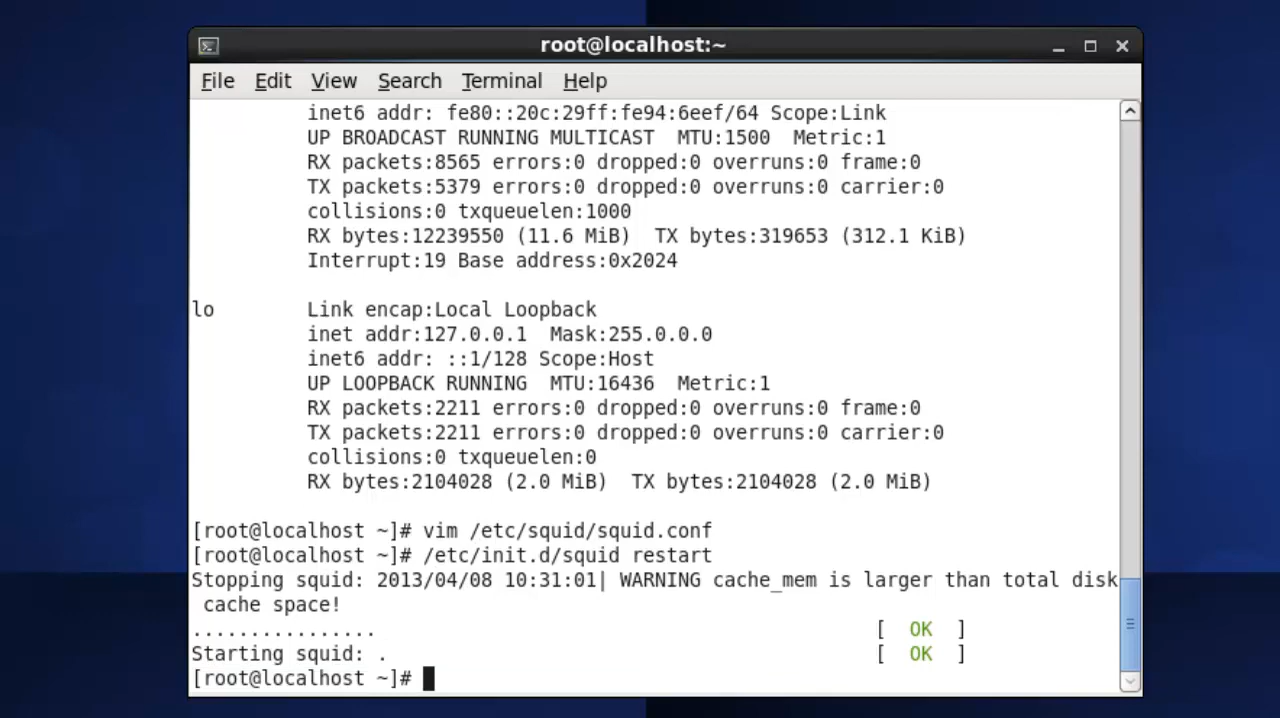 root@localhost:~
File Edit View Search Terminal Help
inet6 addr: fe80::20c:29ff:fe94:6eef/64 Scope:Link
UP BROADCAST RUNNING MULTICAST  MTU:1500  Metric:1
RX packets:8565 errors:0 dropped:0 overruns:0 frame:0
TX packets:5379 errors:0 dropped:0 overruns:0 carrier:0
collisions:0 txqueuelen:1000
RX bytes:12239550 (11.6 MiB)  TX bytes:319653 (312.1 KiB)
Interrupt:19 Base address:0x2024
lo        Link encap:Local Loopback
inet addr:127.0.0.1  Mask:255.0.0.0
inet6 addr: ::1/128 Scope:Host
UP LOOPBACK RUNNING  MTU:16436  Metric:1
RX packets:2211 errors:0 dropped:0 overruns:0 frame:0
TX packets:2211 errors:0 dropped:0 overruns:0 carrier:0
collisions:0 txqueuelen:0
RX bytes:2104028 (2.0 MiB)  TX bytes:2104028 (2.0 MiB)
[root@localhost ~]# vim /etc/squid/squid.conf
[root@localhost ~]# /etc/init.d/squid restart
Stopping squid: 2013/04/08 10:31:01| WARNING cache_mem is larger than total disk
cache space!
................                                           [  OK  ]
Starting squid: .                                          [  OK  ]
[root@localhost ~]#